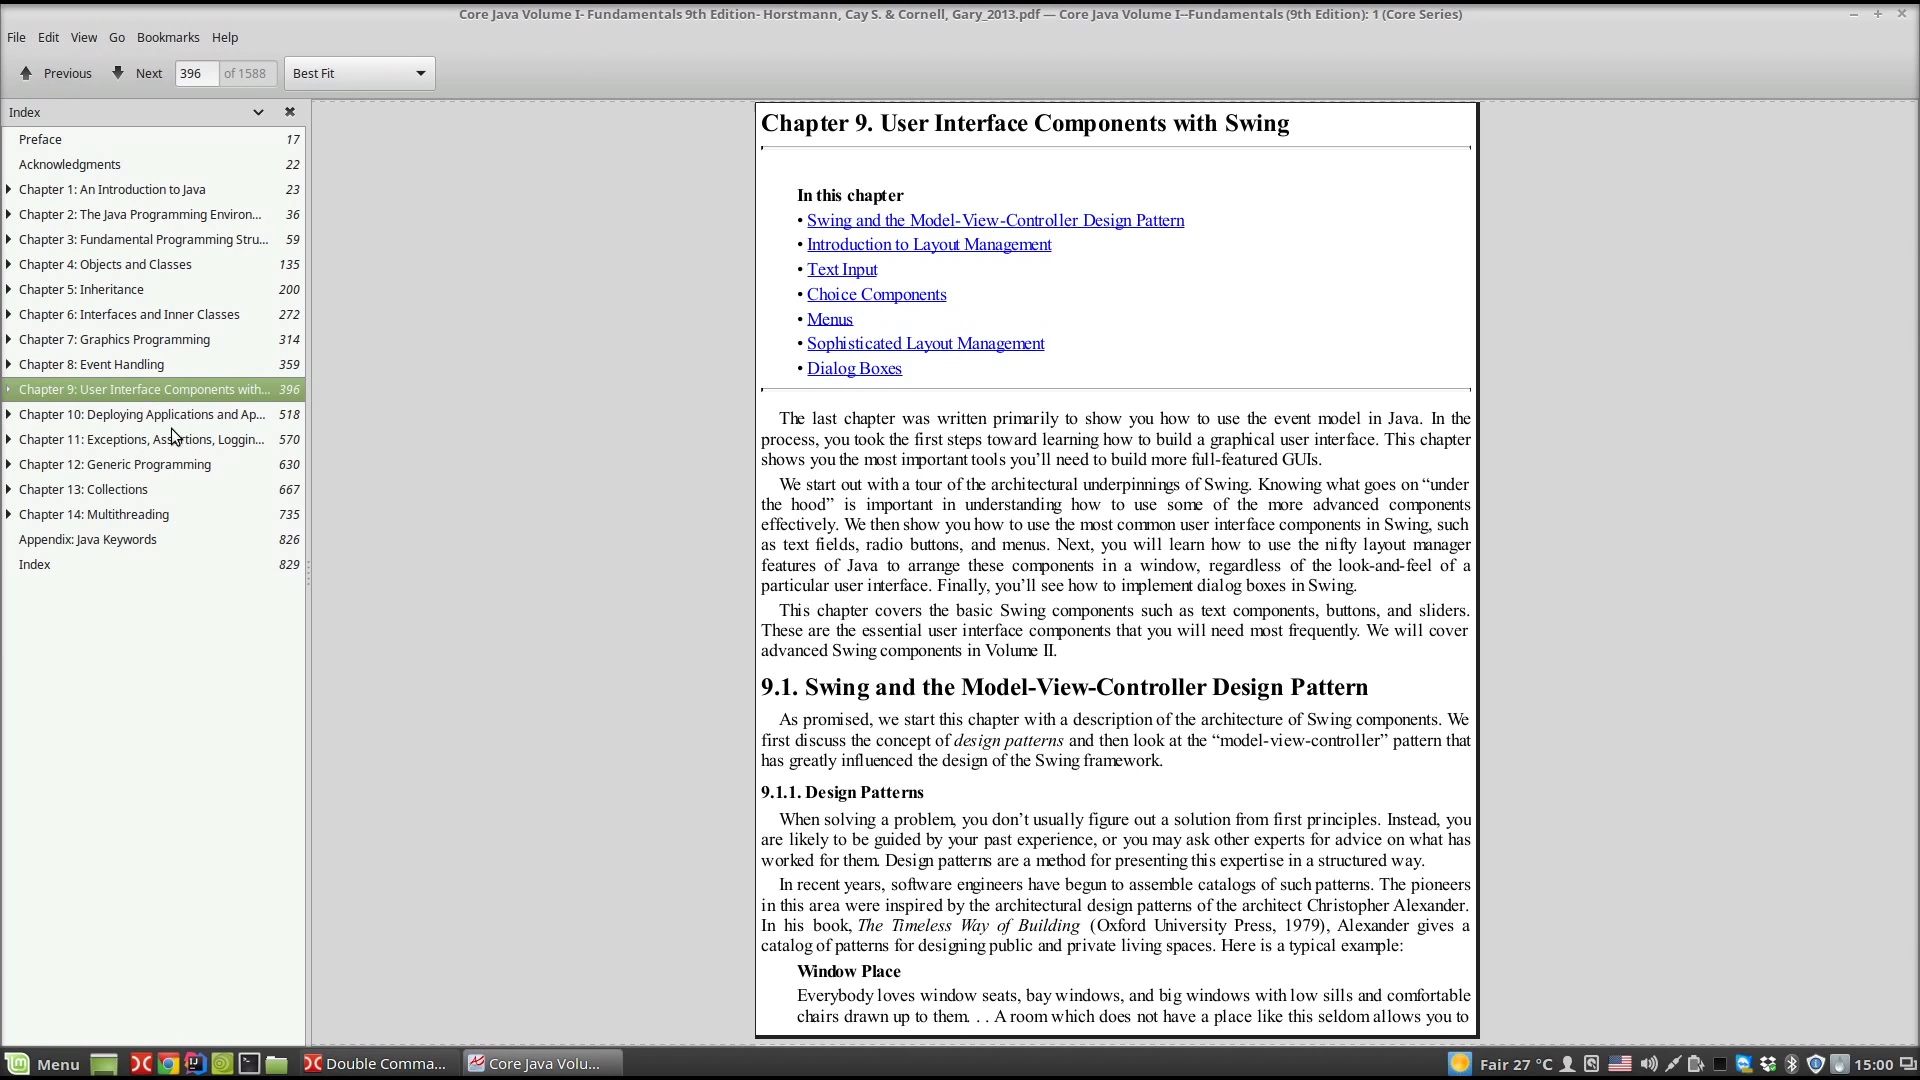 Core Java Volume I- Fundamentals 9th Edition- Horstmann, Cay S. & Cornell, Gary_2013.pdf — Core Java Volume I--Fundamentals (9th Edition): 1 (Core Series)
File Edit View Go Bookmarks Help
Previous Next 396 of 1588 Best Fit
Index
Preface 17
Acknowledgments 22
Chapter 1: An Introduction to Java 23
Chapter 2: The Java Programming Environ... 36
Chapter 3: Fundamental Programming Stru... 59
Chapter 4: Objects and Classes 135
Chapter 5: Inheritance 200
Chapter 6: Interfaces and Inner Classes 272
Chapter 7: Graphics Programming 314
Chapter 8: Event Handling 359
Chapter 9: User Interface Components with... 396
Chapter 10: Deploying Applications and Ap... 518
Chapter 11: Exceptions, Assertions, Loggin... 570
Chapter 12: Generic Programming 630
Chapter 13: Collections 667
Chapter 14: Multithreading 735
Appendix: Java Keywords 826
Index 829
Chapter 9. User Interface Components with Swing
In this chapter
• Swing and the Model-View-Controller Design Pattern
• Introduction to Layout Management
• Text Input
• Choice Components
• Menus
• Sophisticated Layout Management
• Dialog Boxes
The last chapter was written primarily to show you how to use the event model in Java. In the
process, you took the first steps toward learning how to build a graphical user interface. This chapter
shows you the most important tools you’ll need to build more full-featured GUIs.
We start out with a tour of the architectural underpinnings of Swing. Knowing what goes on “under
the hood” is important in understanding how to use some of the more advanced components
effectively. We then show you how to use the most common user interface components in Swing, such
as text fields, radio buttons, and menus. Next, you will learn how to use the nifty layout manager
features of Java to arrange these components in a window, regardless of the look-and-feel of a
particular user interface. Finally, you’ll see how to implement dialog boxes in Swing.
This chapter covers the basic Swing components such as text components, buttons, and sliders.
These are the essential user interface components that you will need most frequently. We will cover
advanced Swing components in Volume II.
9.1. Swing and the Model-View-Controller Design Pattern
As promised, we start this chapter with a description of the architecture of Swing components. We
first discuss the concept of design patterns and then look at the “model-view-controller” pattern that
has greatly influenced the design of the Swing framework.
9.1.1. Design Patterns
When solving a problem, you don’t usually figure out a solution from first principles. Instead, you
are likely to be guided by your past experience, or you may ask other experts for advice on what has
worked for them. Design patterns are a method for presenting this expertise in a structured way.
In recent years, software engineers have begun to assemble catalogs of such patterns. The pioneers
in this area were inspired by the architectural design patterns of the architect Christopher Alexander.
In his book, The Timeless Way of Building (Oxford University Press, 1979), Alexander gives a
catalog of patterns for designing public and private living spaces. Here is a typical example:
Window Place
Everybody loves window seats, bay windows, and big windows with low sills and comfortable
chairs drawn up to them. . . A room which does not have a place like this seldom allows you to
Menu Double Comma... Core Java Volu... Fair 27 °C 15:00